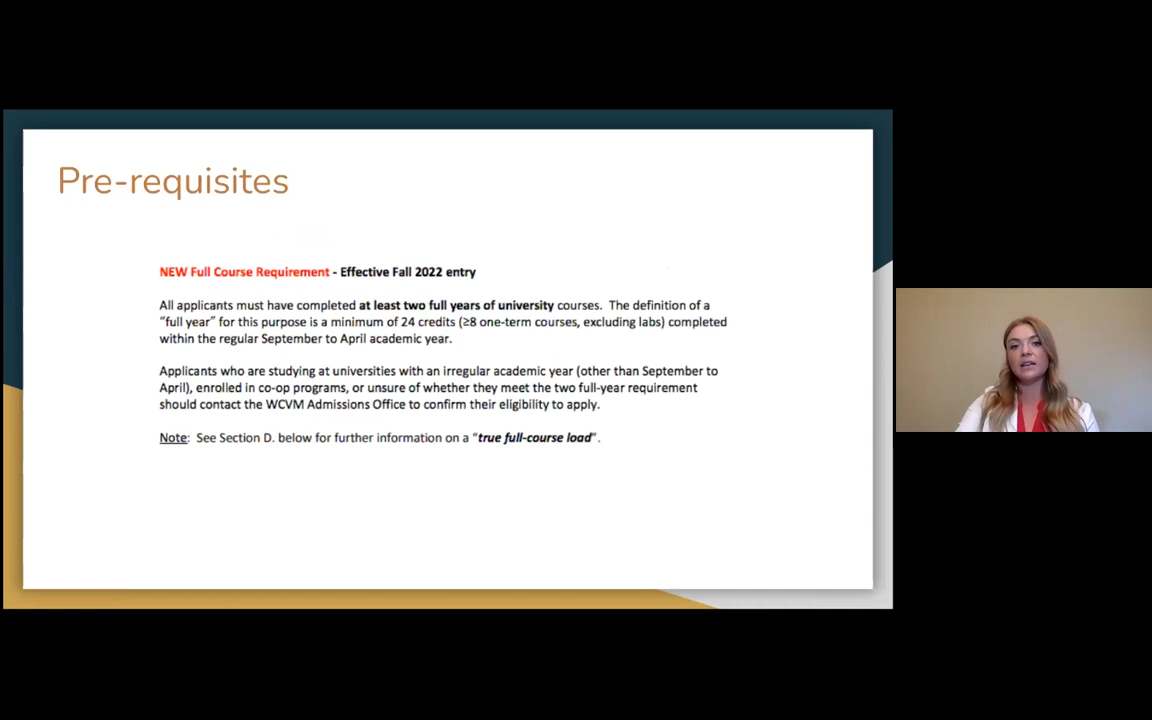 Pre-requisites
NEW Full Course Requirement - Effective Fall 2022 entry
All applicants must have completed at least two full years of university courses. The definition of a
“full year” for this purpose is a minimum of 24 credits (≥8 one-term courses, excluding labs) completed
within the regular September to April academic year.
Applicants who are studying at universities with an irregular academic year (other than September to
April), enrolled in co-op programs, or unsure of whether they meet the two full-year requirement
should contact the WCVM Admissions Office to confirm their eligibility to apply.
Note: See Section D. below for further information on a “true full-course load”.